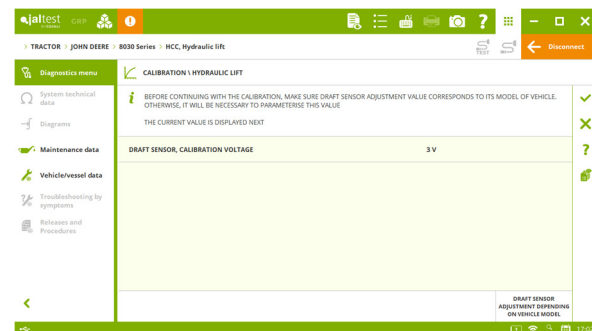 jaltest GRP
TEST
> TRACTOR > JOHN DEERE > 8030 Series > HCC, Hydraulic lift
Disconnect
Diagnostics menu
CALIBRATION \ HYDRAULIC LIFT
System technical data
BEFORE CONTINUING WITH THE CALIBRATION, MAKE SURE DRAFT SENSOR ADJUSTMENT VALUE CORRESPONDS TO ITS MODEL OF VEHICLE.
OTHERWISE, IT WILL BE NECESSARY TO PARAMETERISE THIS VALUE
THE CURRENT VALUE IS DISPLAYED NEXT
Diagrams
Maintenance data
DRAFT SENSOR, CALIBRATION VOLTAGE 3 V
Vehicle/vessel data
Troubleshooting by
symptoms
Releases and
Procedures
DRAFT SENSOR
ADJUSTMENT DEPENDING
ON VEHICLE MODEL